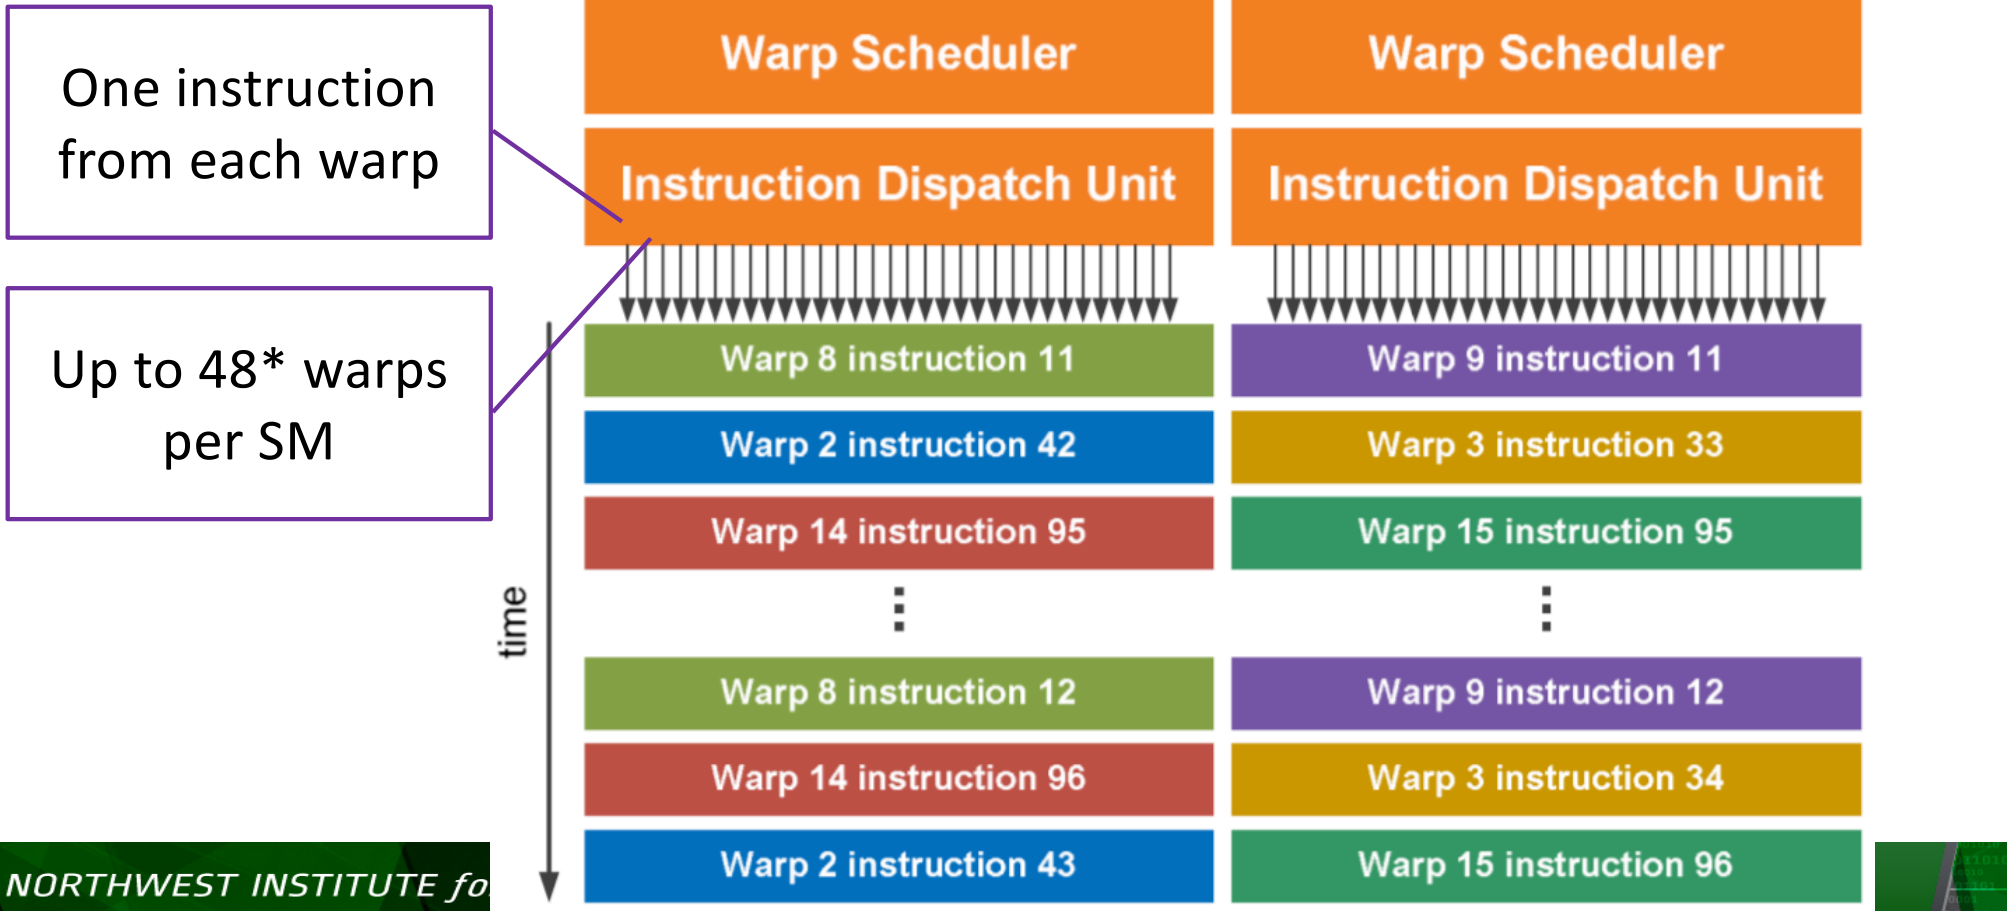 One instruction
from each warp
Up to 48* warps
per SM
Warp Scheduler
Warp Scheduler
Instruction Dispatch Unit
Instruction Dispatch Unit
Warp 8 instruction 11
Warp 9 instruction 11
Warp 2 instruction 42
Warp 3 instruction 33
Warp 14 instruction 95
Warp 15 instruction 95
time
Warp 8 instruction 12
Warp 9 instruction 12
Warp 14 instruction 96
Warp 3 instruction 34
Warp 2 instruction 43
Warp 15 instruction 96
NORTHWEST INSTITUTE fo